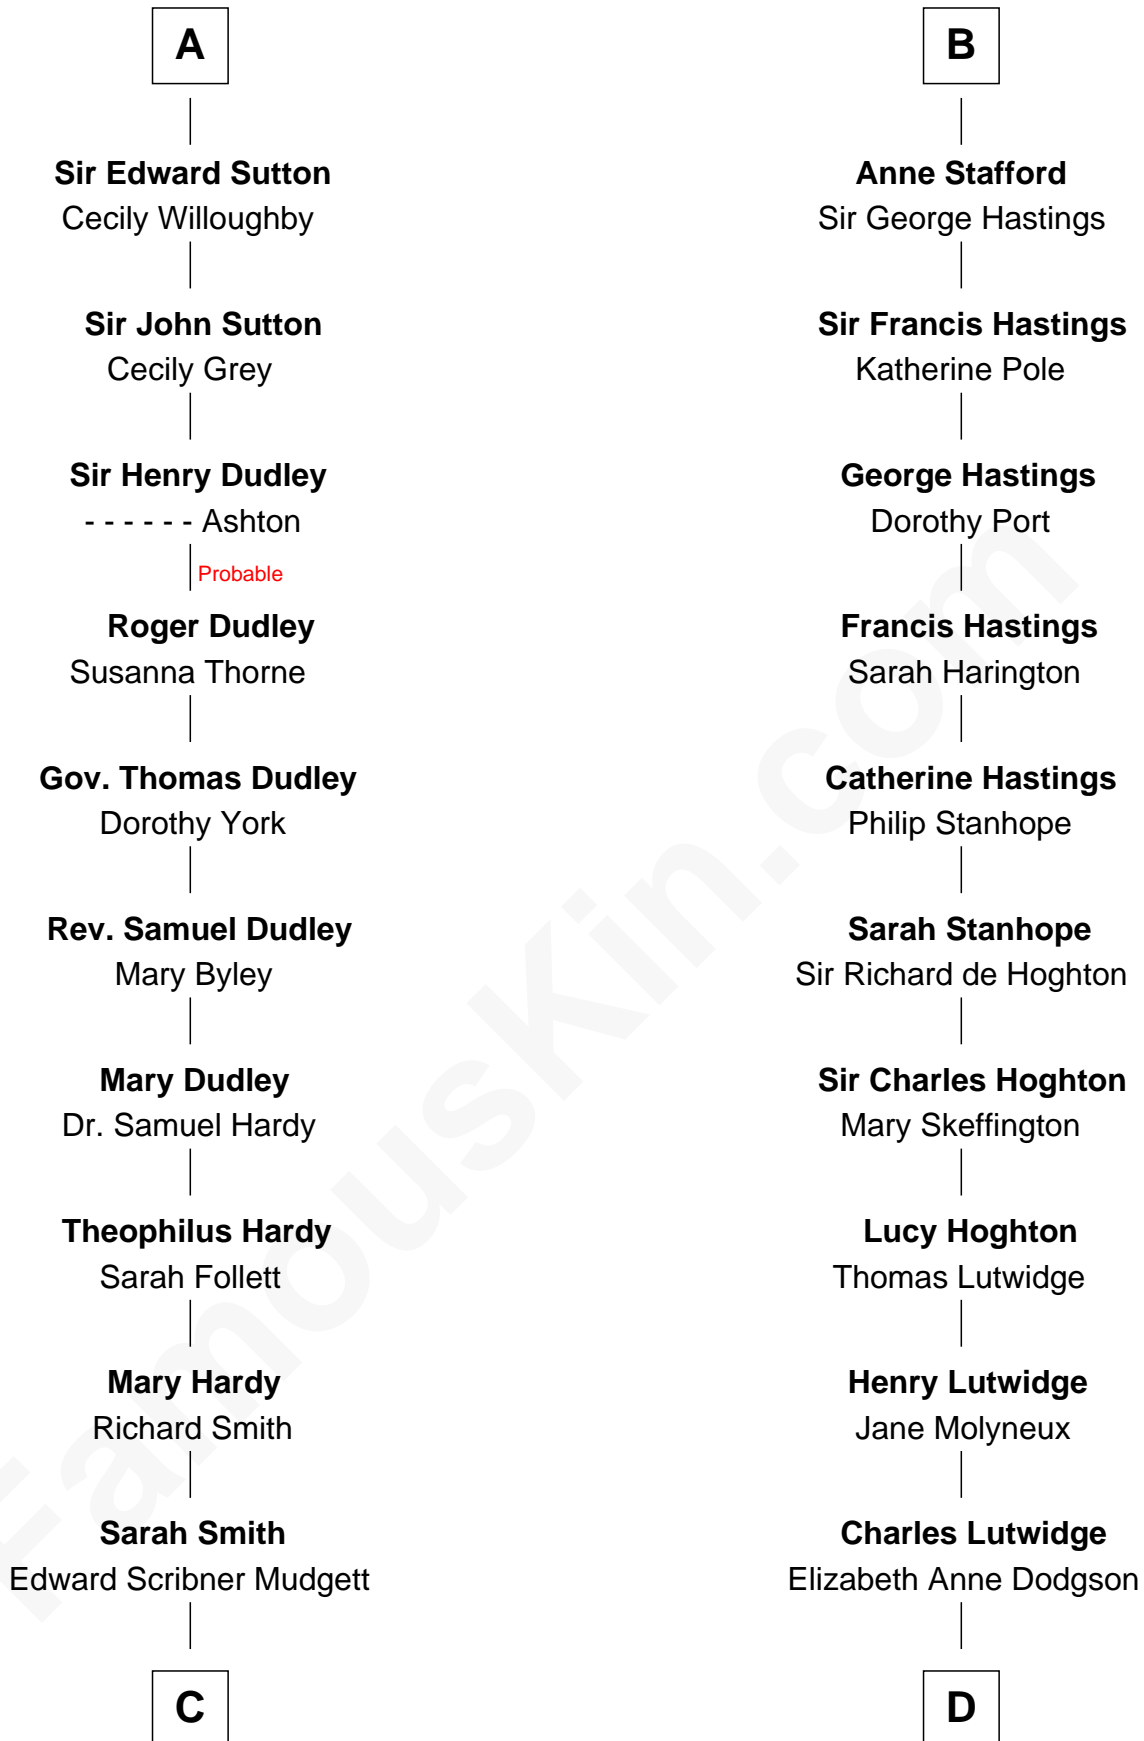 A
Sir Edward Sutton
Cecily Willoughby
Sir John Sutton
Cecily Grey
Sir Henry Dudley
- - - - - - Ashton
Probable
Roger Dudley
Susanna Thorne
Gov. Thomas Dudley
Dorothy York
Rev. Samuel Dudley
Mary Byley
Mary Dudley
Dr. Samuel Hardy
Theophilus Hardy
Sarah Follett
Mary Hardy
Richard Smith
Sarah Smith
Edward Scribner Mudgett
C
B
Anne Stafford
Sir George Hastings
Sir Francis Hastings
Katherine Pole
George Hastings
Dorothy Port
Francis Hastings
Sarah Harington
Catherine Hastings
Philip Stanhope
Sarah Stanhope
Sir Richard de Hoghton
Sir Charles Hoghton
Mary Skeffington
Lucy Hoghton
Thomas Lutwidge
Henry Lutwidge
Jane Molyneux
Charles Lutwidge
Elizabeth Anne Dodgson
D
FamousKin.com